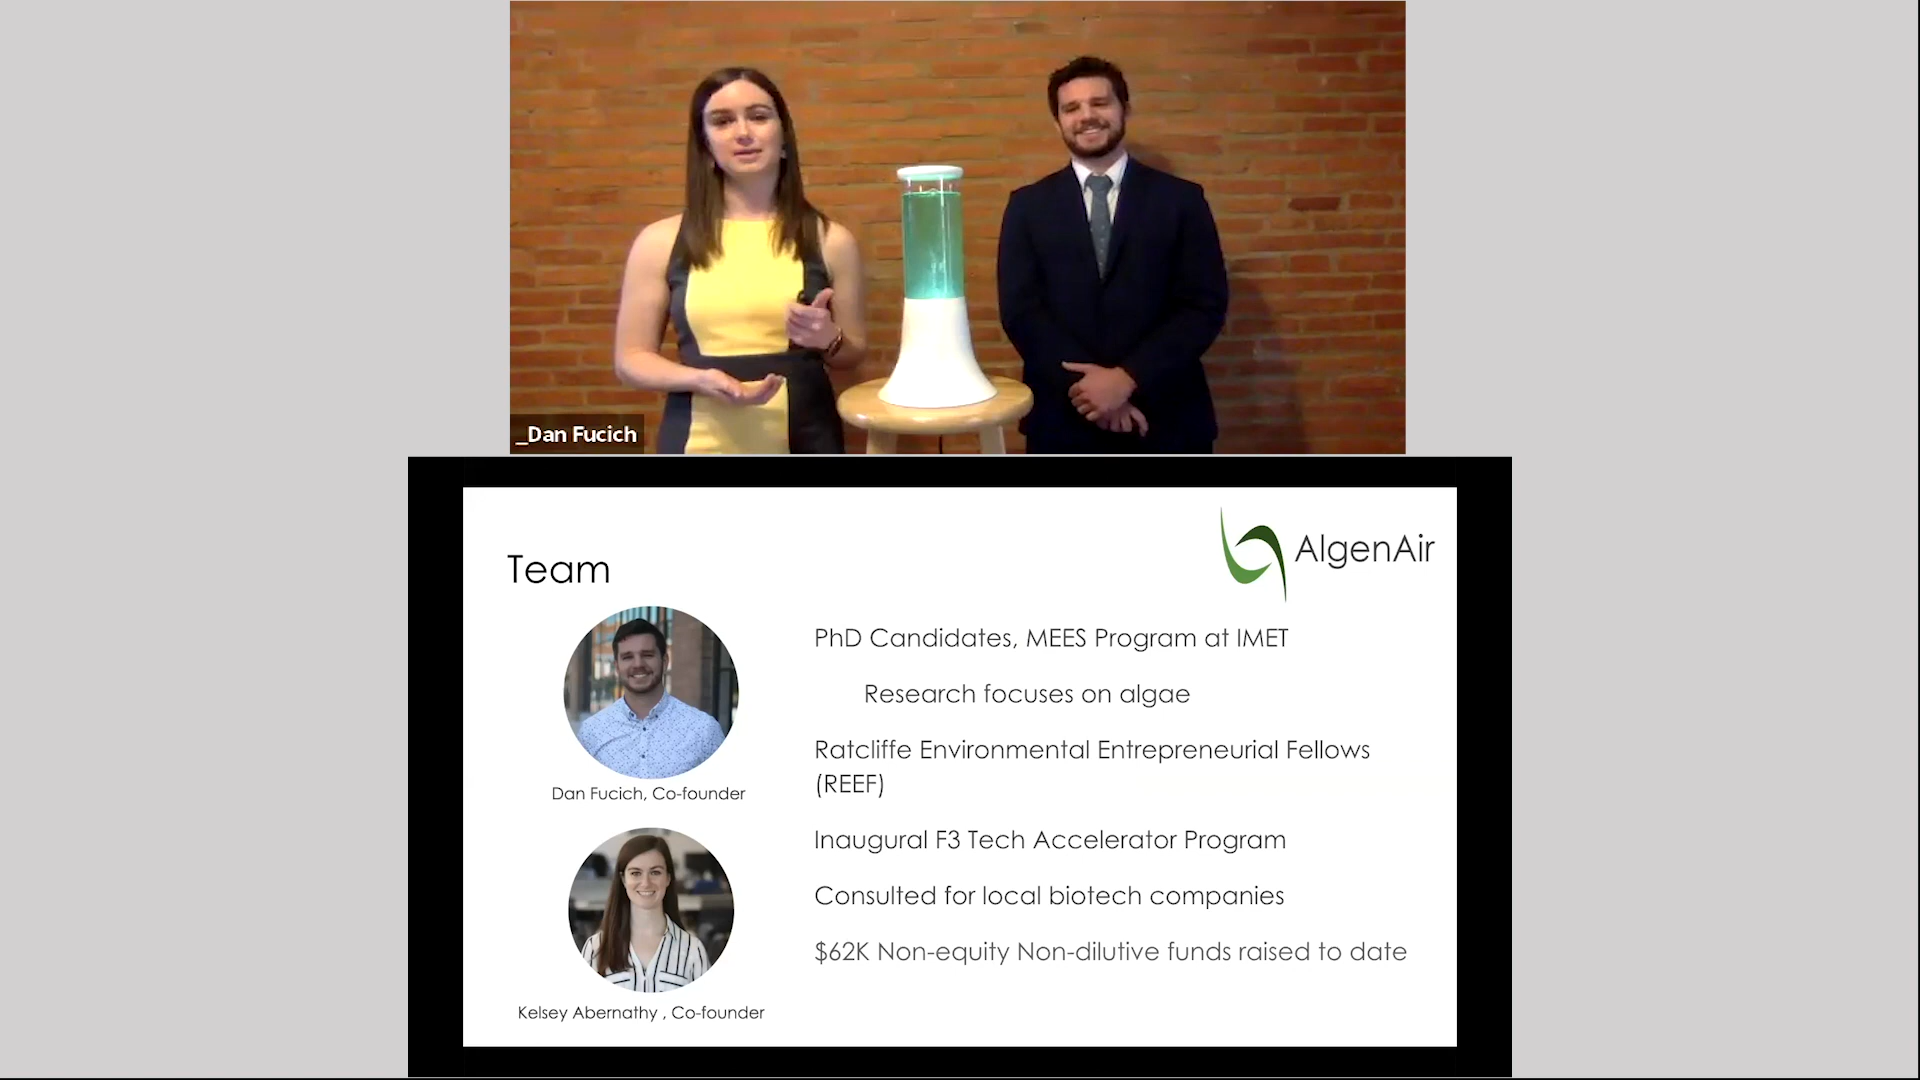 _Dan Fucich
AlgenAir
Team
Dan Fucich, Co-founder
Kelsey Abernathy , Co-founder
PhD Candidates, MEES Program at IMET
Research focuses on algae
Ratcliffe Environmental Entrepreneurial Fellows
(REEF)
Inaugural F3 Tech Accelerator Program
Consulted for local biotech companies
$62K Non-equity Non-dilutive funds raised to date